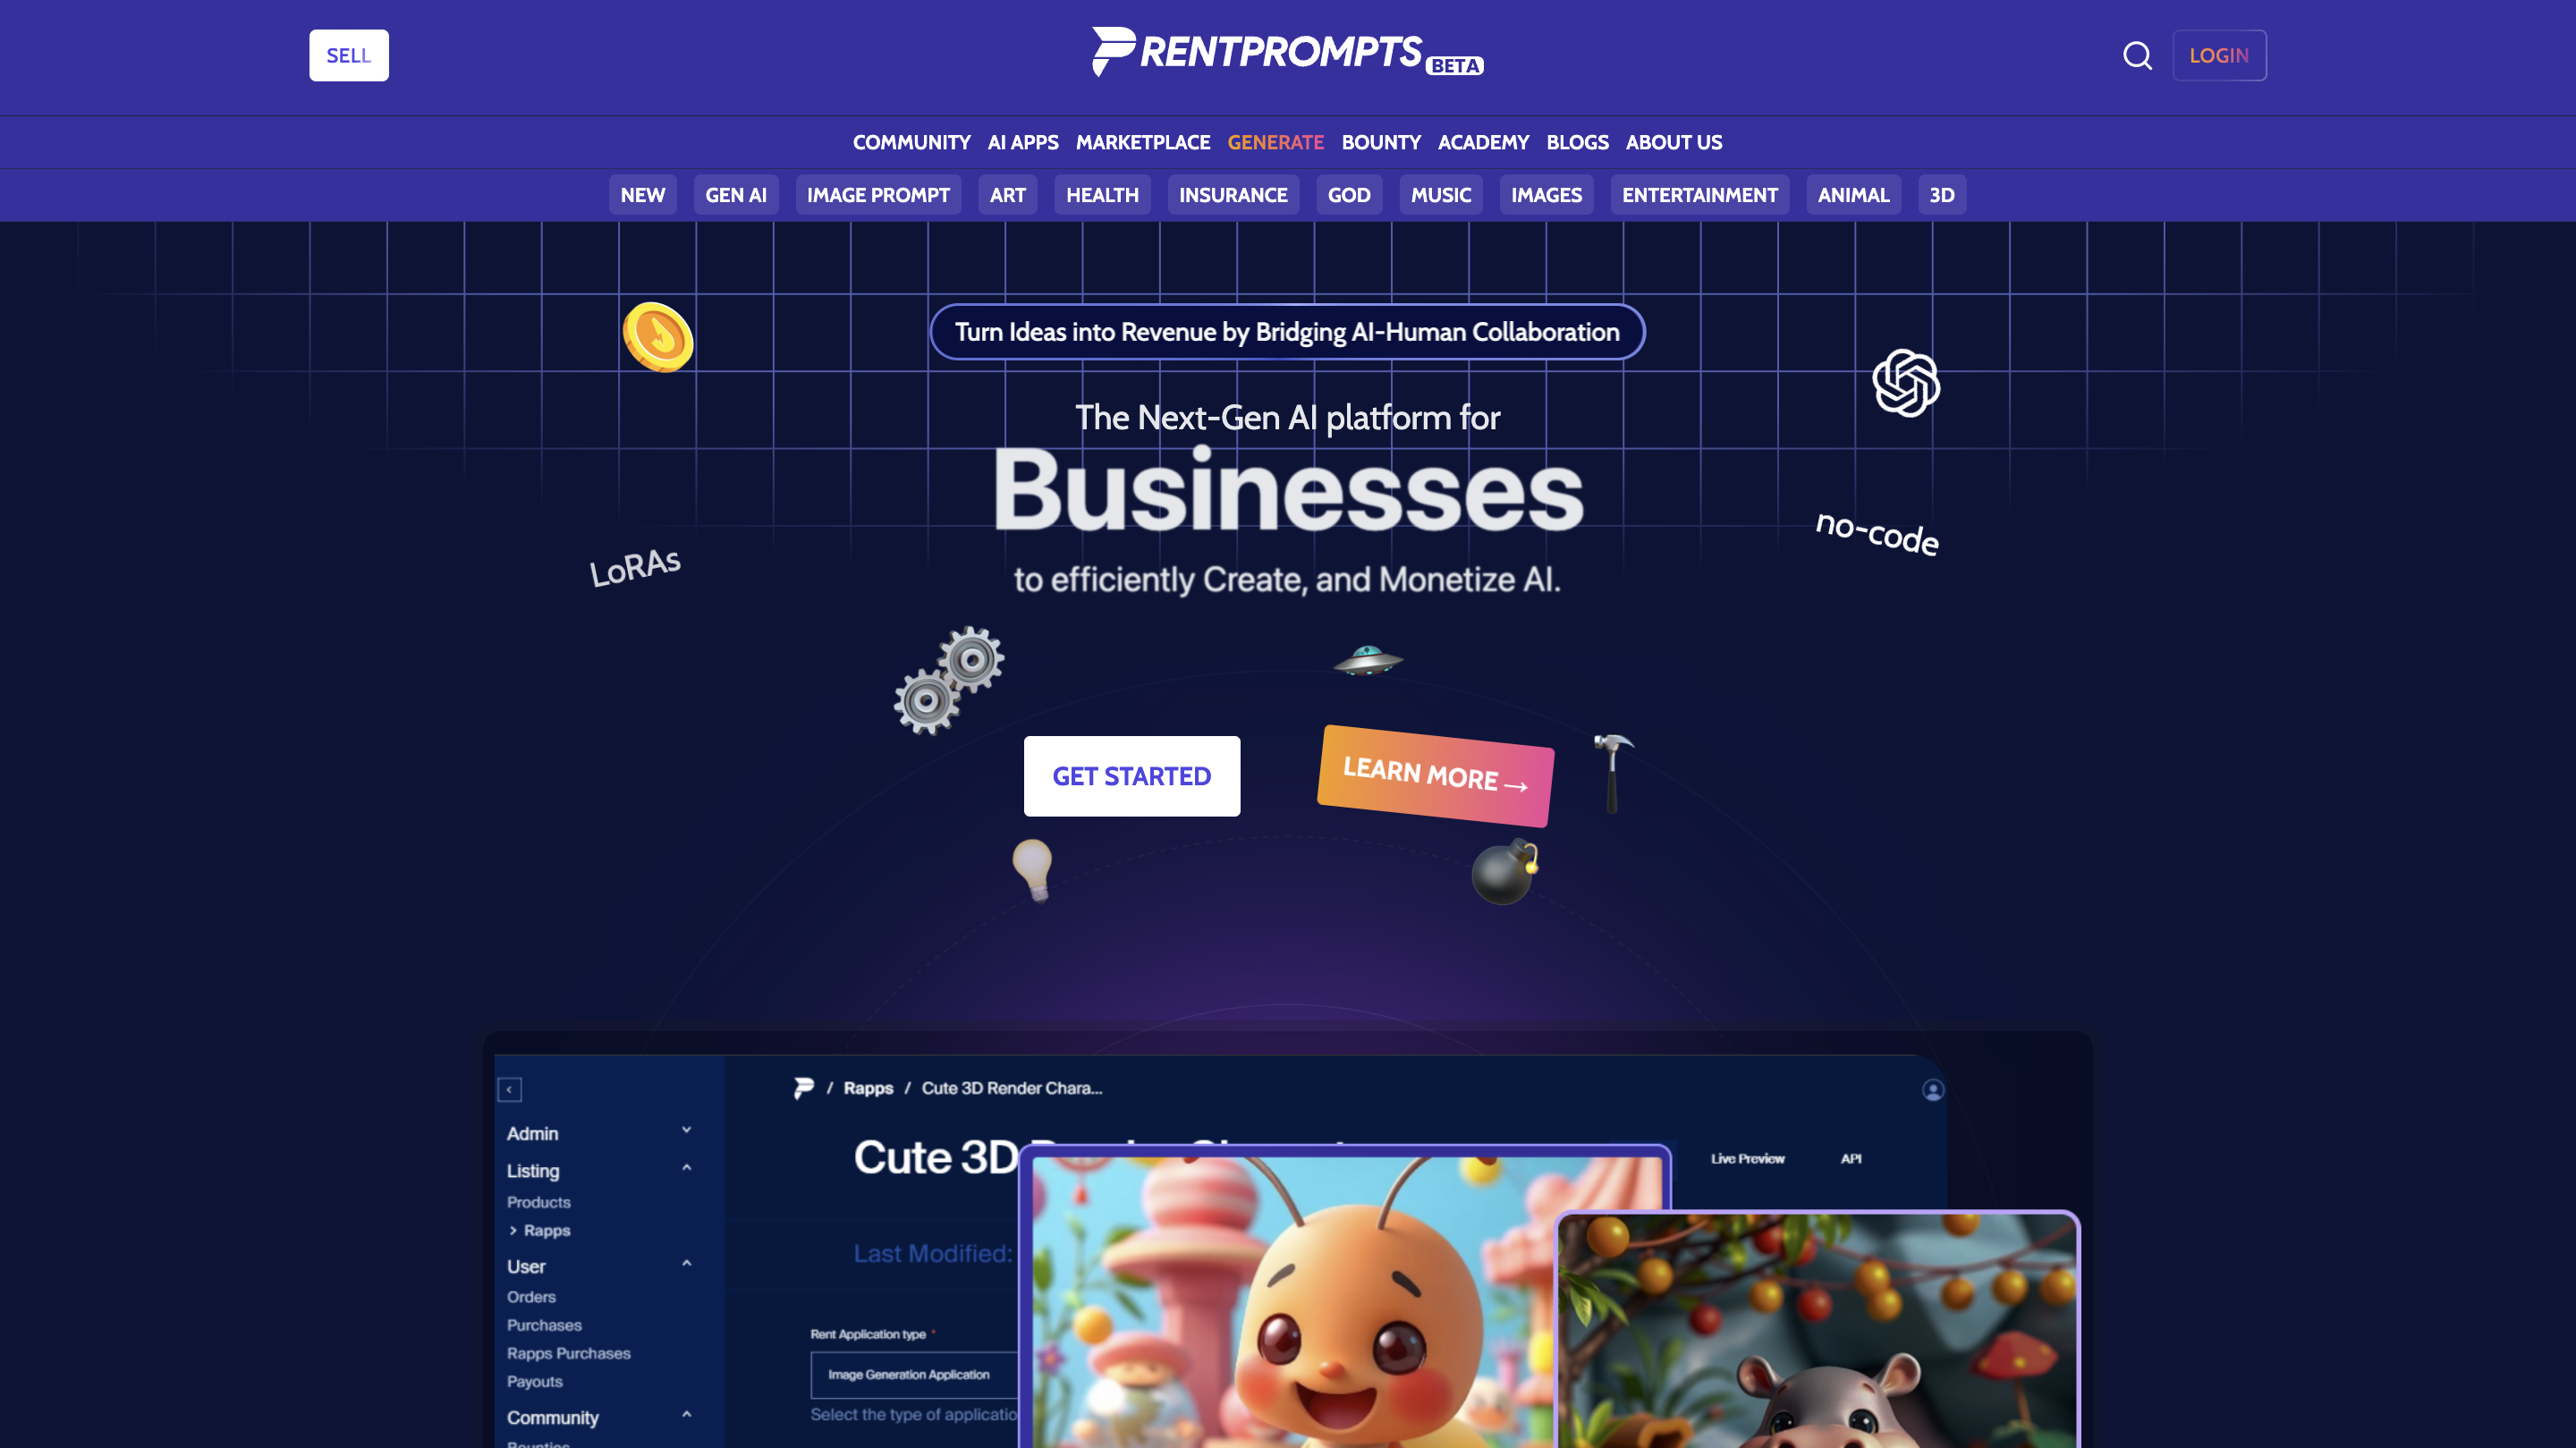 SELL
RENTPROMPTS
BETA
LOGIN
COMMUNITY AI APPS MARKETPLACE GENERATE BOUNTY ACADEMY BLOGS ABOUT US
NEW GEN AI IMAGE PROMPT ART HEALTH INSURANCE GOD MUSIC IMAGES ENTERTAINMENT ANIMAL 3D
Turn Ideas into Revenue by Bridging AI-Human Collaboration
The Next-Gen AI platform for
Businesses
to efficiently Create, and Monetize AI.
LoRAs
no-code
GET STARTED
LEARN MORE →
/ Rapps / Cute 3D Render Chara...
Admin
Listing
Products
> Rapps
User
Orders
Purchases
Rapps Purchases
Payouts
Community
Cute 3D
Live Preview
API
Last Modified:
Rent Application type *
Image Generation Application
Select the type of applicatio